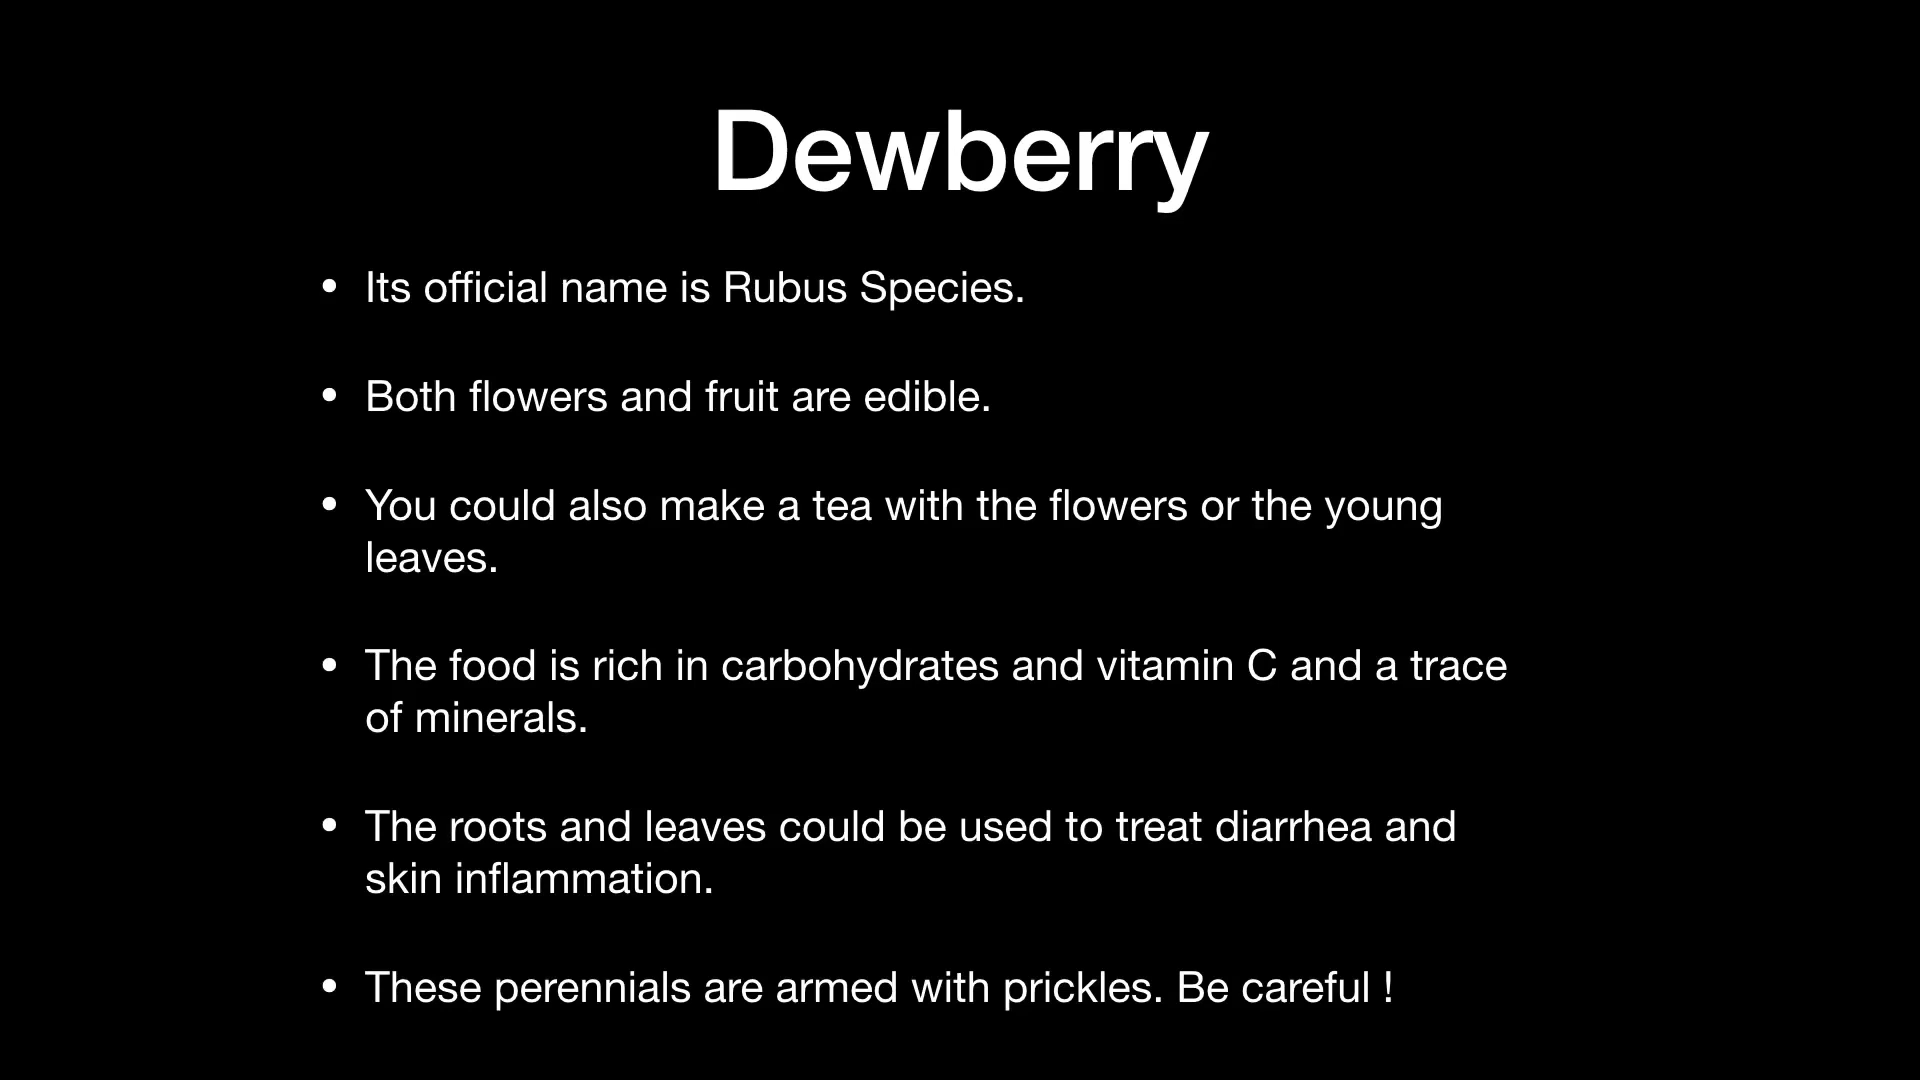 Dewberry
• Its official name is Rubus Species.
• Both flowers and fruit are edible.
• You could also make a tea with the flowers or the young
leaves.
• The food is rich in carbohydrates and vitamin C and a trace
of minerals.
• The roots and leaves could be used to treat diarrhea and
skin inflammation.
• These perennials are armed with prickles. Be careful !